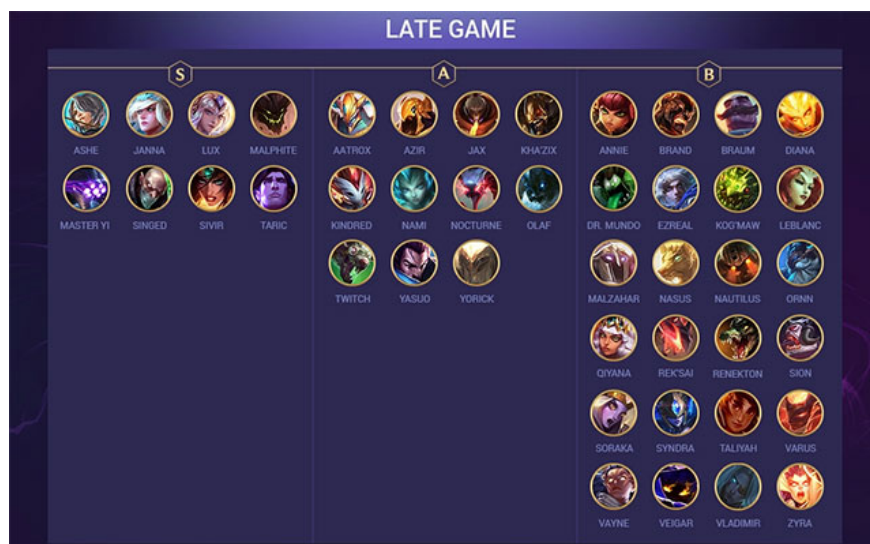 LATE GAME
S
ASHE JANNA LUX MALPHITE
MASTER YI SINGED SIVIR TARIC
A
AATROX AZIR JAX KHA'ZIX
KINDRED NAMI NOCTURNE OLAF
TWITCH YASUO YORICK
B
ANNIE BRAND BRAUM DIANA
DR. MUNDO EZREAL KOG'MAW LEBLANC
MALZAHAR NASUS NAUTILUS ORNN
QIYANA REK'SAI RENEKTON SION
SORAKA SYNDRA TALIYAH VARUS
VAYNE VEIGAR VLADIMIR ZYRA